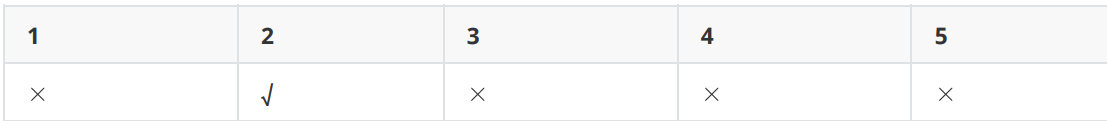 1 2 3 4 5
× √ × × ×